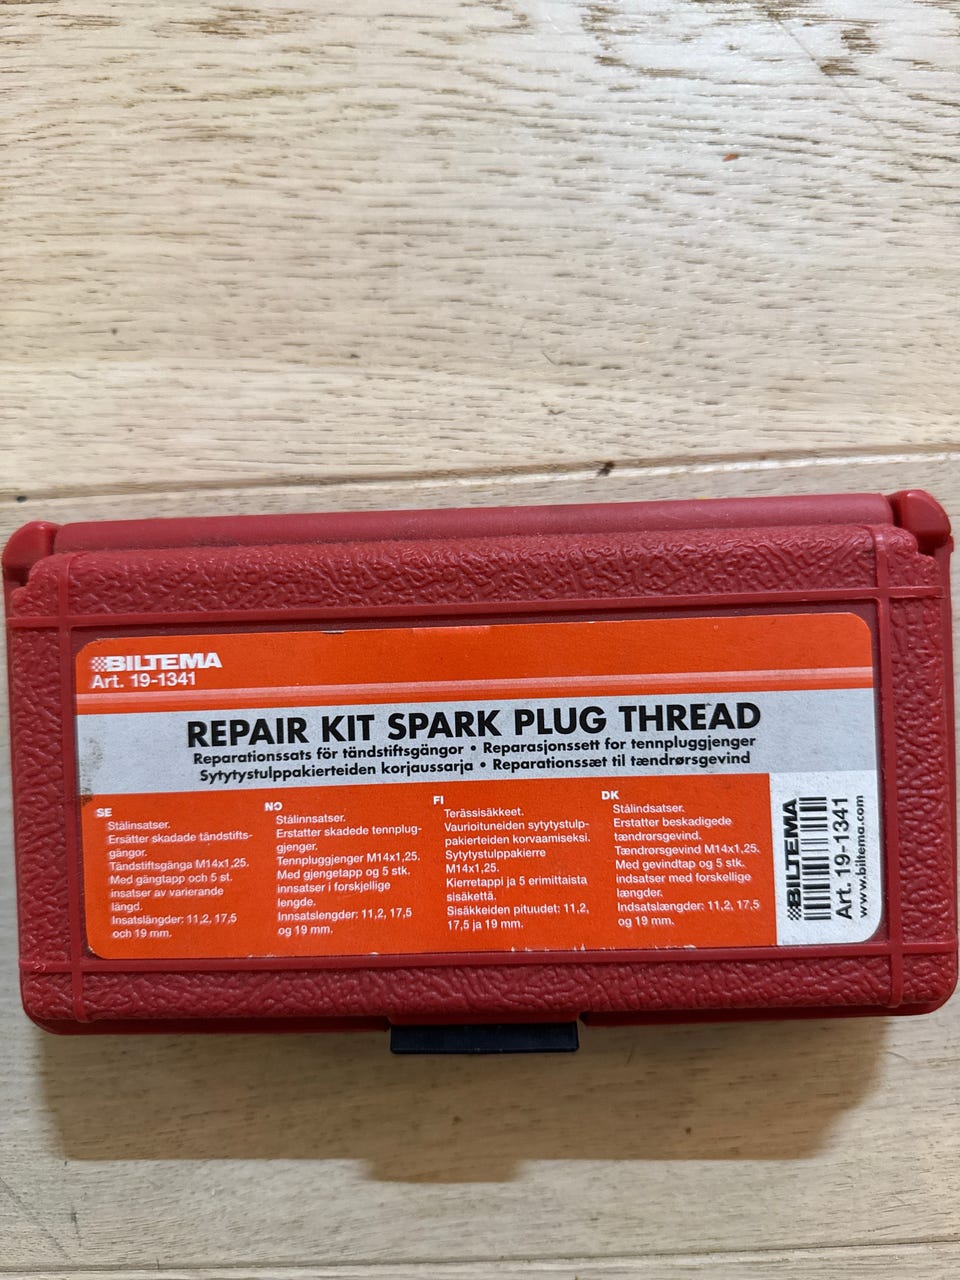 BILTEMA
Art. 19-1341
REPAIR KIT SPARK PLUG THREAD
Reparationssats för tändstiftsgängor • Reparasjonssett for tennpluggjenger
Sytytystulppakierteiden korjaussarja • Reparationssæt til tændrørsgevind
SE
Stålinsatser.
Ersätter skadade tändstifts-
gängor.
Tändstiftsgänga M14x1,25.
Med gängtapp och 5 st.
insatser av varierande
längd.
Insatslängder: 11,2, 17,5
och 19 mm.
NO
Stålinnsatser.
Erstatter skadede tennplug-
gjenger.
Tennpluggjenger M14x1,25.
Med gjengetapp og 5 stk.
innsatser i forskjellige
lengde.
Innsatslengder: 11,2, 17,5
og 19 mm.
FI
Terässisäkkeet.
Vaurioituneiden sytytystulp-
pakierteiden korvaamiseksi.
Sytytystulppakierre
M14x1,25.
Kierretappi ja 5 erimittaista
sisäkettä.
Sisäkkeiden pituudet: 11,2,
17,5 ja 19 mm.
DK
Stålindsatser.
Erstatter beskadigede
tændrørsgevind.
Tændrørsgevind M14x1,25.
Med gevindtap og 5 stk.
indsatser med forskellige
længder.
Indsatslængder: 11,2, 17,5
og 19 mm.
BILTEMA
Art. 19-1341
www.biltema.com